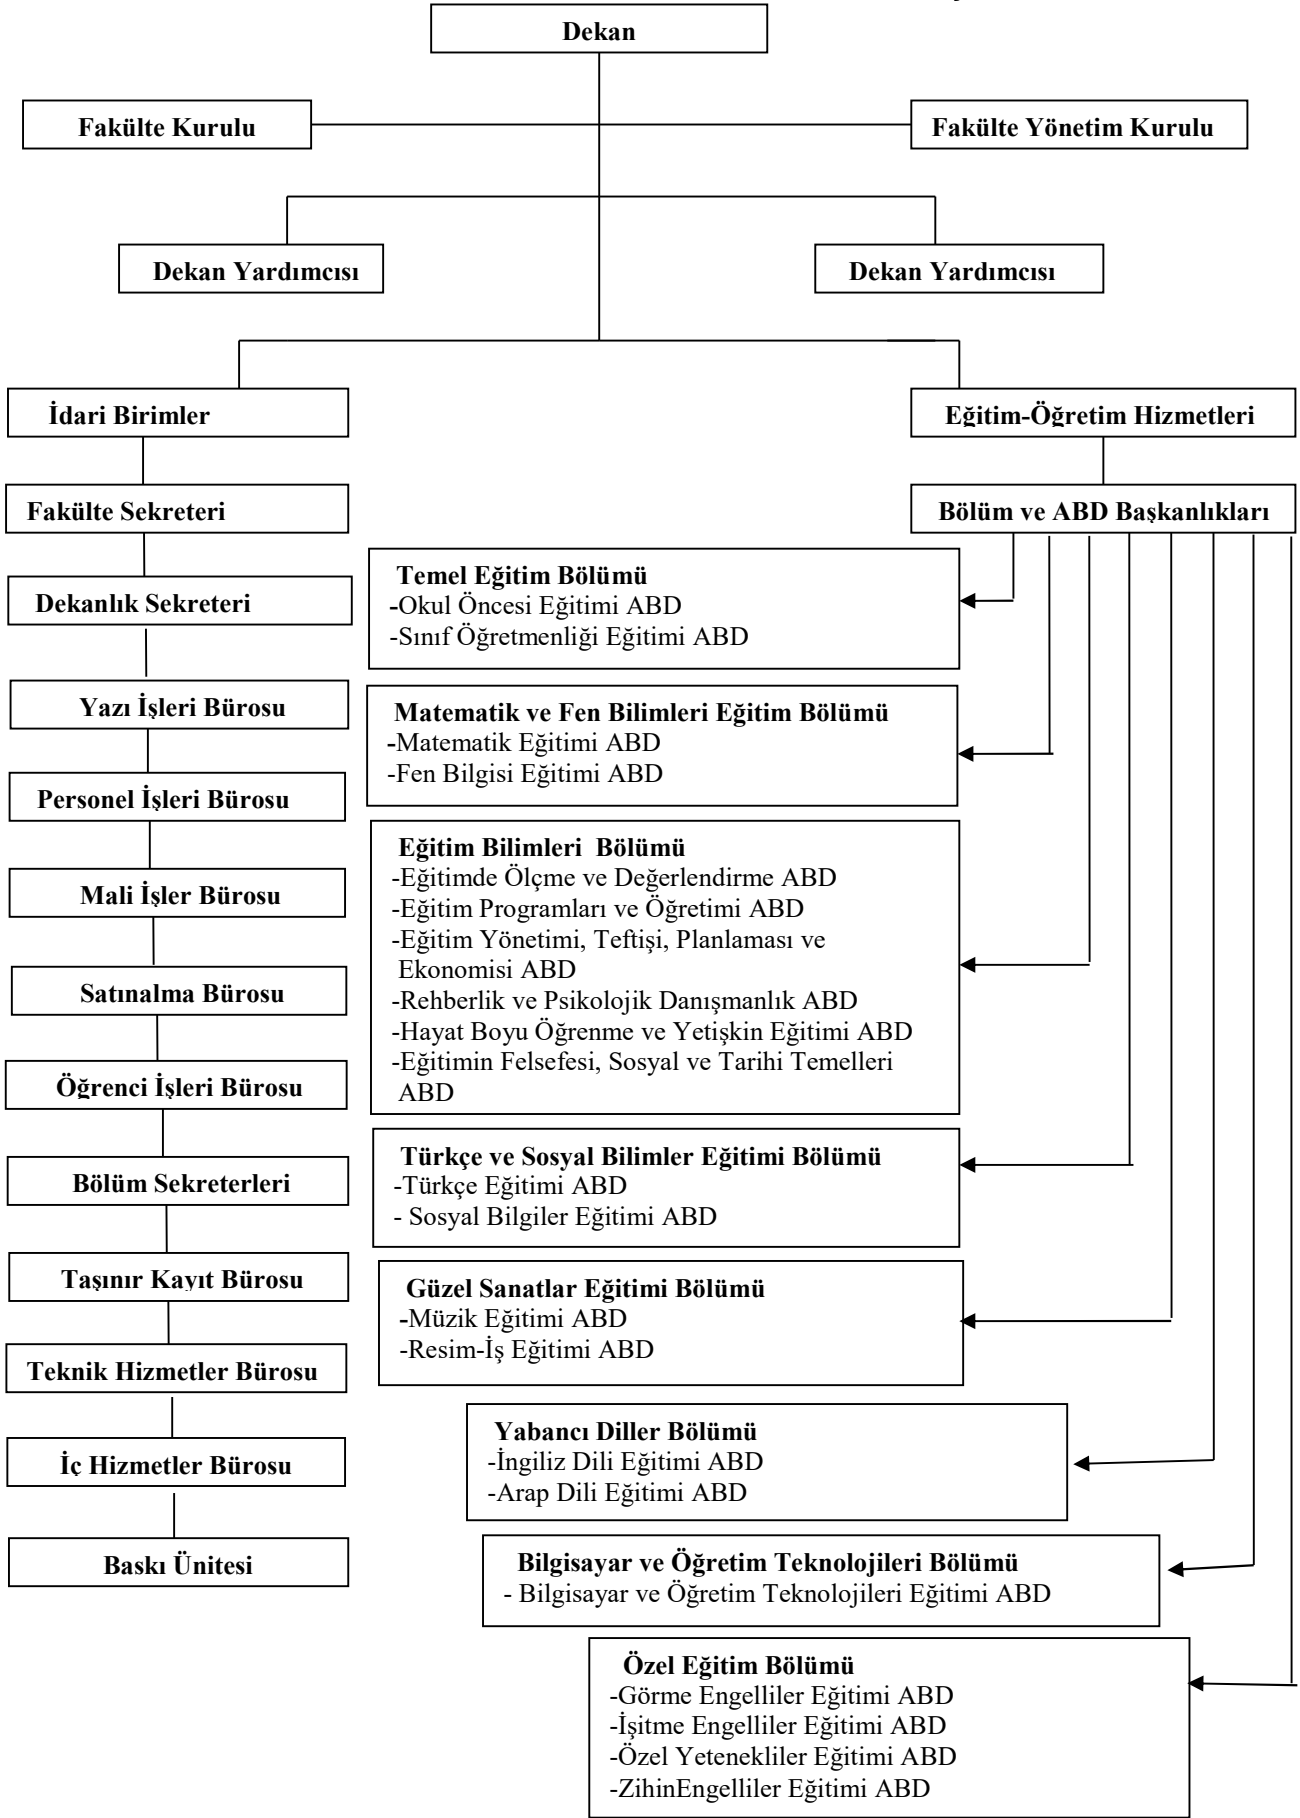 Dekan
Fakülte Kurulu
Fakülte Yönetim Kurulu
Dekan Yardımcısı
Dekan Yardımcısı
İdari Birimler
Eğitim-Öğretim Hizmetleri
Fakülte Sekreteri
Bölüm ve ABD Başkanlıkları
Dekanlık Sekreteri
Yazı İşleri Bürosu
Personel İşleri Bürosu
Mali İşler Bürosu
Satınalma Bürosu
Öğrenci İşleri Bürosu
Bölüm Sekreterleri
Taşınır Kayıt Bürosu
Teknik Hizmetler Bürosu
İç Hizmetler Bürosu
Baskı Ünitesi
Temel Eğitim Bölümü
-Okul Öncesi Eğitimi ABD
-Sınıf Öğretmenliği Eğitimi ABD
Matematik ve Fen Bilimleri Eğitim Bölümü
-Matematik Eğitimi ABD
-Fen Bilgisi Eğitimi ABD
Eğitim Bilimleri Bölümü
-Eğitimde Ölçme ve Değerlendirme ABD
-Eğitim Programları ve Öğretimi ABD
-Eğitim Yönetimi, Teftişi, Planlaması ve
Ekonomisi ABD
-Rehberlik ve Psikolojik Danışmanlık ABD
-Hayat Boyu Öğrenme ve Yetişkin Eğitimi ABD
-Eğitimin Felsefesi, Sosyal ve Tarihi Temelleri
ABD
Türkçe ve Sosyal Bilimler Eğitimi Bölümü
-Türkçe Eğitimi ABD
- Sosyal Bilgiler Eğitimi ABD
Güzel Sanatlar Eğitimi Bölümü
-Müzik Eğitimi ABD
-Resim-İş Eğitimi ABD
Yabancı Diller Bölümü
-İngiliz Dili Eğitimi ABD
-Arap Dili Eğitimi ABD
Bilgisayar ve Öğretim Teknolojileri Bölümü
- Bilgisayar ve Öğretim Teknolojileri Eğitimi ABD
Özel Eğitim Bölümü
-Görme Engelliler Eğitimi ABD
-İşitme Engelliler Eğitimi ABD
-Özel Yetenekliler Eğitimi ABD
-ZihinEngelliler Eğitimi ABD